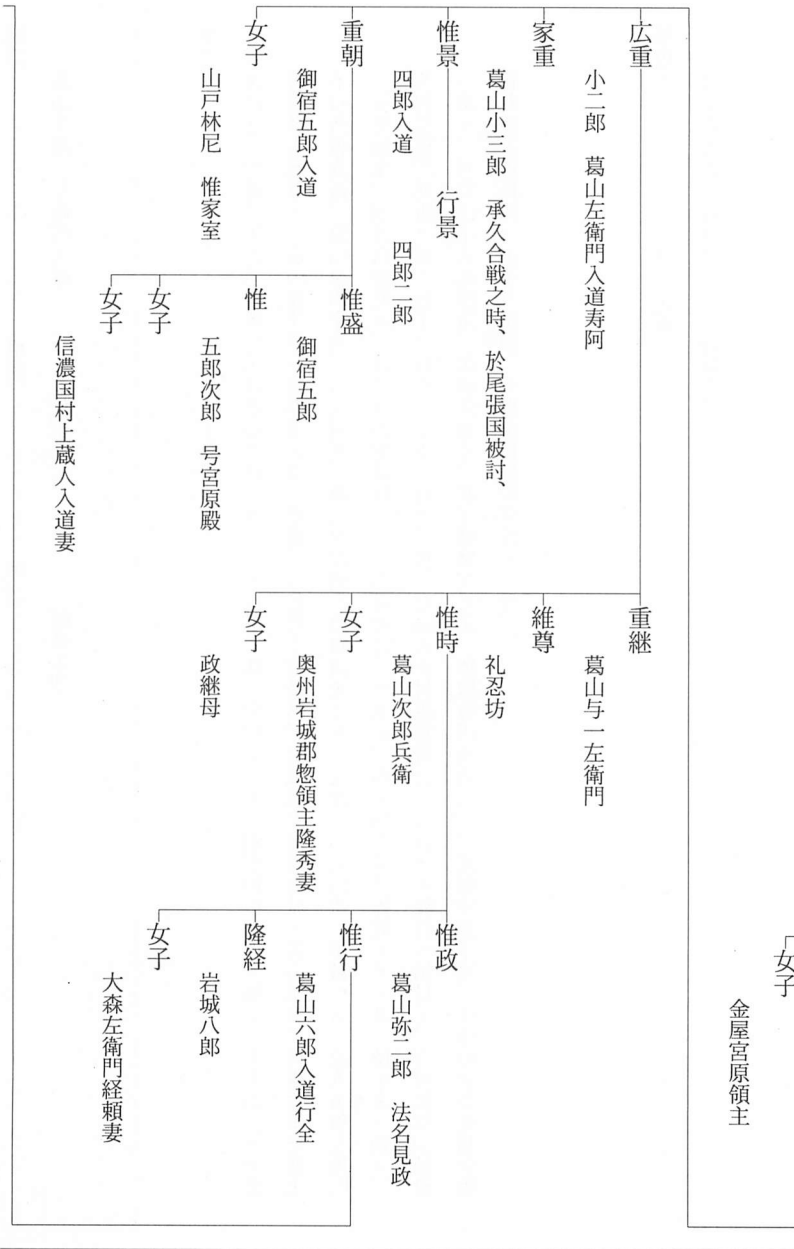 女子
金屋宮原領主
広重
小二郎　葛山左衛門入道寿阿
家重
葛山小三郎　承久合戦之時、於尾張国被討、
惟景
四郎入道
行景
四郎二郎
重朝
御宿五郎入道
女子
山戸林尼　惟家室
惟盛
御宿五郎
惟
五郎次郎　号宮原殿
女子
女子
信濃国村上蔵人入道妻
重継
葛山与一左衛門
維尊
礼忍坊
惟時
葛山次郎兵衛
女子
奥州岩城郡惣領主隆秀妻
女子
政継母
惟政
葛山弥二郎　法名見政
惟行
葛山六郎入道行全
隆経
岩城八郎
女子
大森左衛門経頼妻